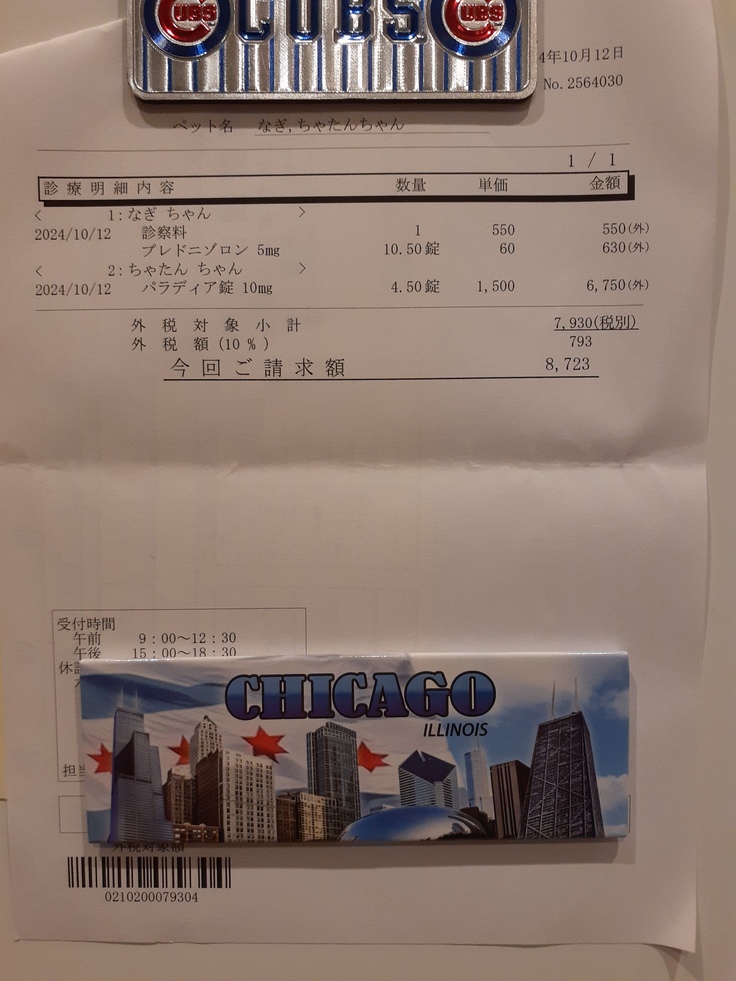 CUBS CUBS CUBS
4年10月12日
No.2564030
ペット名 なぎ,ちゃたんちゃん
1 / 1
診療明細内容 数量 単価 金額
< 1:なぎ ちゃん >
2024/10/12 診察料 1 550 550(外)
プレドニゾロン 5mg 10.50錠 60 630(外)
< 2:ちゃたん ちゃん >
2024/10/12 パラディア錠 10mg 4.50錠 1,500 6,750(外)
外税対象小計 7,930(税別)
外税額(10%) 793
今回ご請求額 8,723
受付時間
午前 9:00〜12:30
午後 15:00〜18:30
休
CHICAGO
ILLINOIS
担当
外税対象額
0210200079304